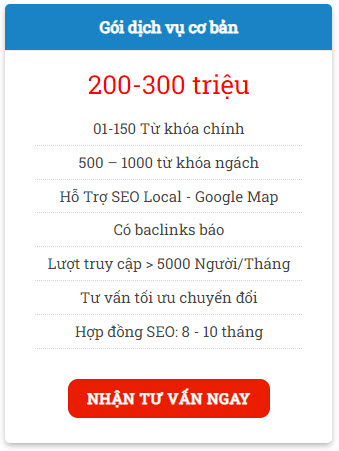 Gói dịch vụ cơ bản
200-300 triệu
01-150 Từ khóa chính
500 – 1000 từ khóa ngách
Hỗ Trợ SEO Local - Google Map
Có baclinks báo
Lượt truy cập > 5000 Người/Tháng
Tư vấn tối ưu chuyển đổi
Hợp đồng SEO: 8 - 10 tháng
NHẬN TƯ VẤN NGAY